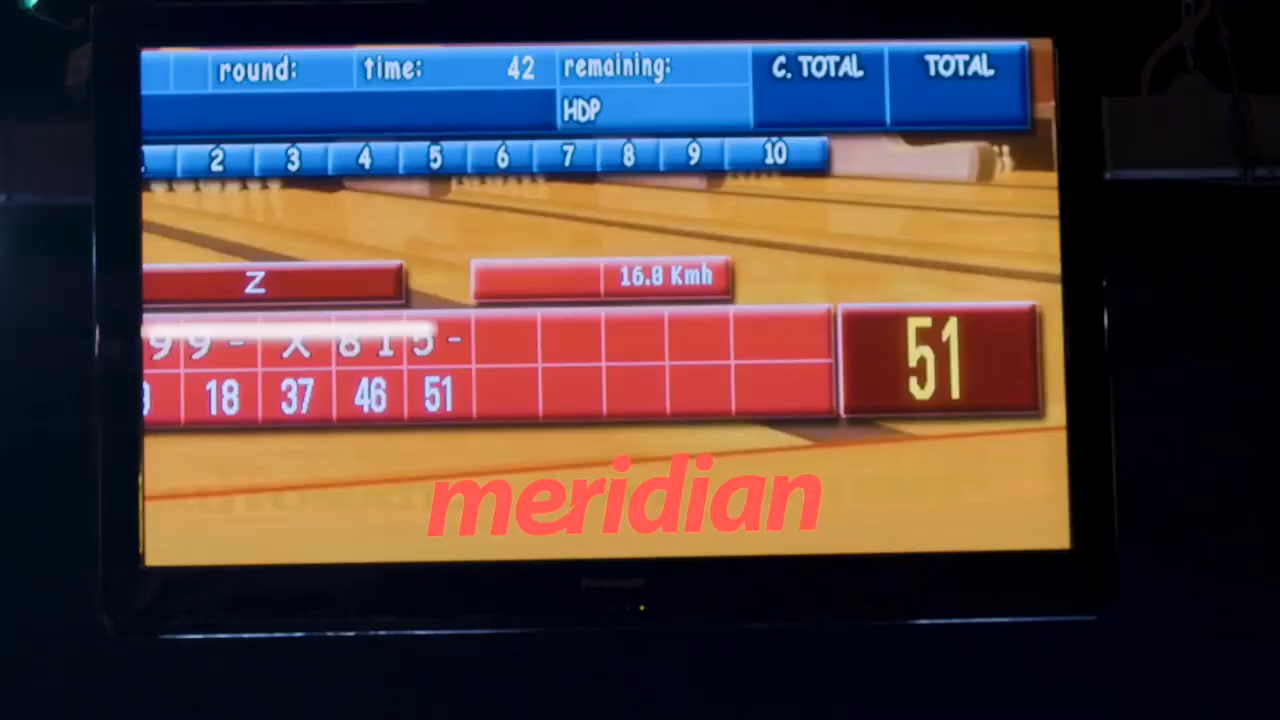 round: time: 42 remaining: C. TOTAL TOTAL
HDP
2 3 4 5 6 7 8 9 10
Z 16.8 Kmh
9 9 - X 8 1 5 -
18 37 46 51 51
meridian
Panasonic